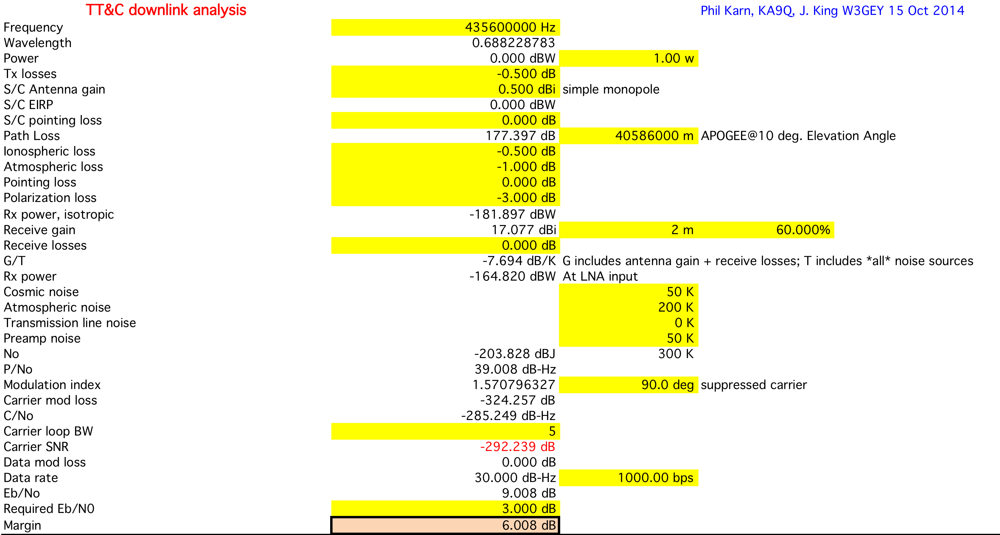 TT&C downlink analysis Phil Karn, KA9Q, J. King W3GEY 15 Oct 2014
Frequency 435600000 Hz
Wavelength 0.688228783
Power 0.000 dBW 1.00 w
Tx losses -0.500 dB
S/C Antenna gain 0.500 dBi simple monopole
S/C EIRP 0.000 dBW
S/C pointing loss 0.000 dB
Path Loss 177.397 dB 40586000 m APOGEE@10 deg. Elevation Angle
Ionospheric loss -0.500 dB
Atmospheric loss -1.000 dB
Pointing loss 0.000 dB
Polarization loss -3.000 dB
Rx power, isotropic -181.897 dBW
Receive gain 17.077 dBi 2 m 60.000%
Receive losses 0.000 dB
G/T -7.694 dB/K G includes antenna gain + receive losses; T includes *all* noise sources
Rx power -164.820 dBW At LNA input
Cosmic noise 50 K
Atmospheric noise 200 K
Transmission line noise 0 K
Preamp noise 50 K
No -203.828 dBJ 300 K
P/No 39.008 dB-Hz
Modulation index 1.570796327 90.0 deg suppressed carrier
Carrier mod loss -324.257 dB
C/No -285.249 dB-Hz
Carrier loop BW 5
Carrier SNR -292.239 dB
Data mod loss 0.000 dB
Data rate 30.000 dB-Hz 1000.00 bps
Eb/No 9.008 dB
Required Eb/N0 3.000 dB
Margin 6.008 dB